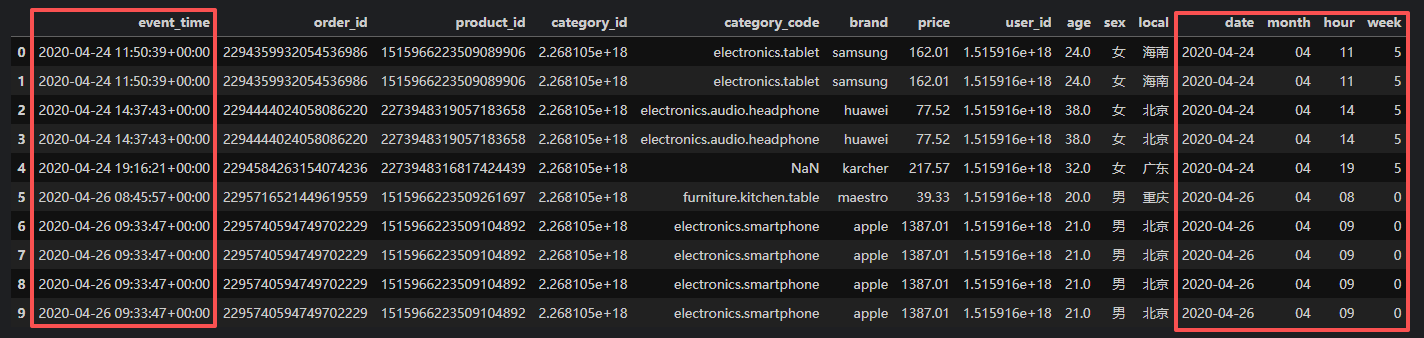 event_time order_id product_id category_id category_code brand price user_id age sex local date month hour week
0 2020-04-24 11:50:39+00:00 2294359932054536986 1515966223509089906 2.268105e+18 electronics.tablet samsung 162.01 1.515916e+18 24.0 女 海南 2020-04-24 04 11 5
1 2020-04-24 11:50:39+00:00 2294359932054536986 1515966223509089906 2.268105e+18 electronics.tablet samsung 162.01 1.515916e+18 24.0 女 海南 2020-04-24 04 11 5
2 2020-04-24 14:37:43+00:00 2294444024058086220 2273948319057183658 2.268105e+18 electronics.audio.headphone huawei 77.52 1.515916e+18 38.0 女 北京 2020-04-24 04 14 5
3 2020-04-24 14:37:43+00:00 2294444024058086220 2273948319057183658 2.268105e+18 electronics.audio.headphone huawei 77.52 1.515916e+18 38.0 女 北京 2020-04-24 04 14 5
4 2020-04-24 19:16:21+00:00 2294584263154074236 2273948316817424439 2.268105e+18 NaN karcher 217.57 1.515916e+18 32.0 女 广东 2020-04-24 04 19 5
5 2020-04-26 08:45:57+00:00 2295716521449619559 1515966223509261697 2.268105e+18 furniture.kitchen.table maestro 39.33 1.515916e+18 20.0 男 重庆 2020-04-26 04 08 0
6 2020-04-26 09:33:47+00:00 2295740594749702229 1515966223509104892 2.268105e+18 electronics.smartphone apple 1387.01 1.515916e+18 21.0 男 北京 2020-04-26 04 09 0
7 2020-04-26 09:33:47+00:00 2295740594749702229 1515966223509104892 2.268105e+18 electronics.smartphone apple 1387.01 1.515916e+18 21.0 男 北京 2020-04-26 04 09 0
8 2020-04-26 09:33:47+00:00 2295740594749702229 1515966223509104892 2.268105e+18 electronics.smartphone apple 1387.01 1.515916e+18 21.0 男 北京 2020-04-26 04 09 0
9 2020-04-26 09:33:47+00:00 2295740594749702229 1515966223509104892 2.268105e+18 electronics.smartphone apple 1387.01 1.515916e+18 21.0 男 北京 2020-04-26 04 09 0